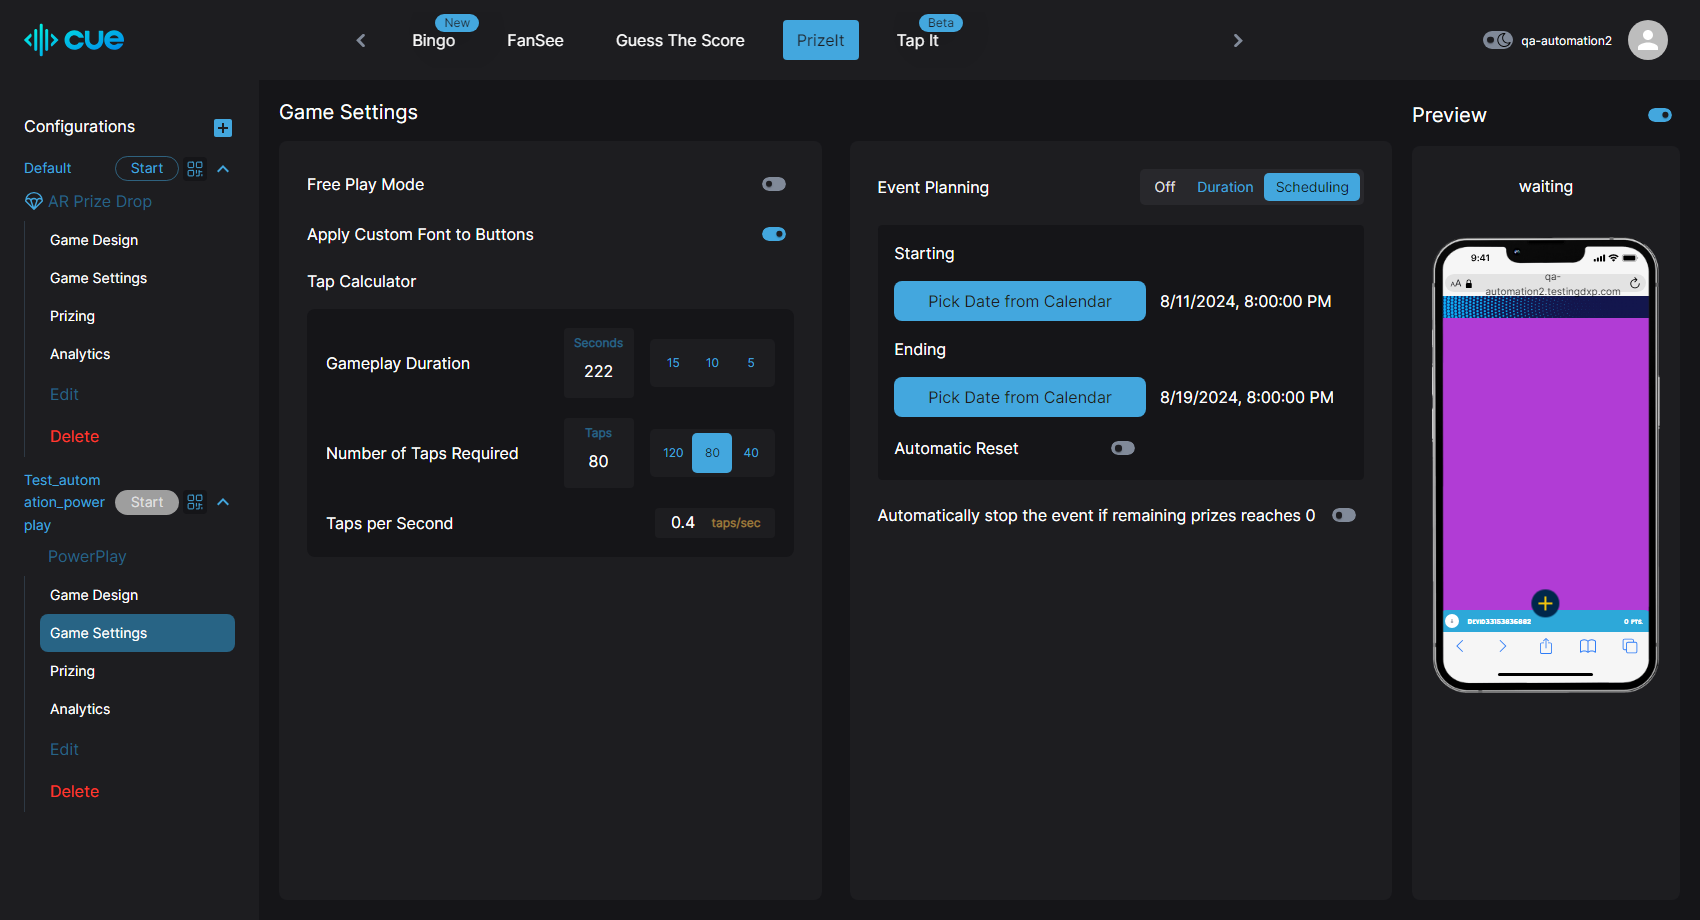 cue
Bingo
New
FanSee
Guess The Score
PrizeIt
Tap It
Beta
qa-automation2
Configurations
Default
Start
AR Prize Drop
Game Design
Game Settings
Prizing
Analytics
Edit
Delete
Test_autom
ation_power
play
Start
PowerPlay
Game Design
Game Settings
Prizing
Analytics
Edit
Delete
Game Settings
Free Play Mode
Apply Custom Font to Buttons
Tap Calculator
Gameplay Duration
Seconds
222
15 10 5
Number of Taps Required
Taps
80
120 80 40
Taps per Second
0.4 taps/sec
Event Planning
Off Duration Scheduling
Starting
Pick Date from Calendar 8/11/2024, 8:00:00 PM
Ending
Pick Date from Calendar 8/19/2024, 8:00:00 PM
Automatic Reset
Automatically stop the event if remaining prizes reaches 0
Preview
waiting
9:41
AA
qa-
automation2.testingdxp.com
0 PTS.